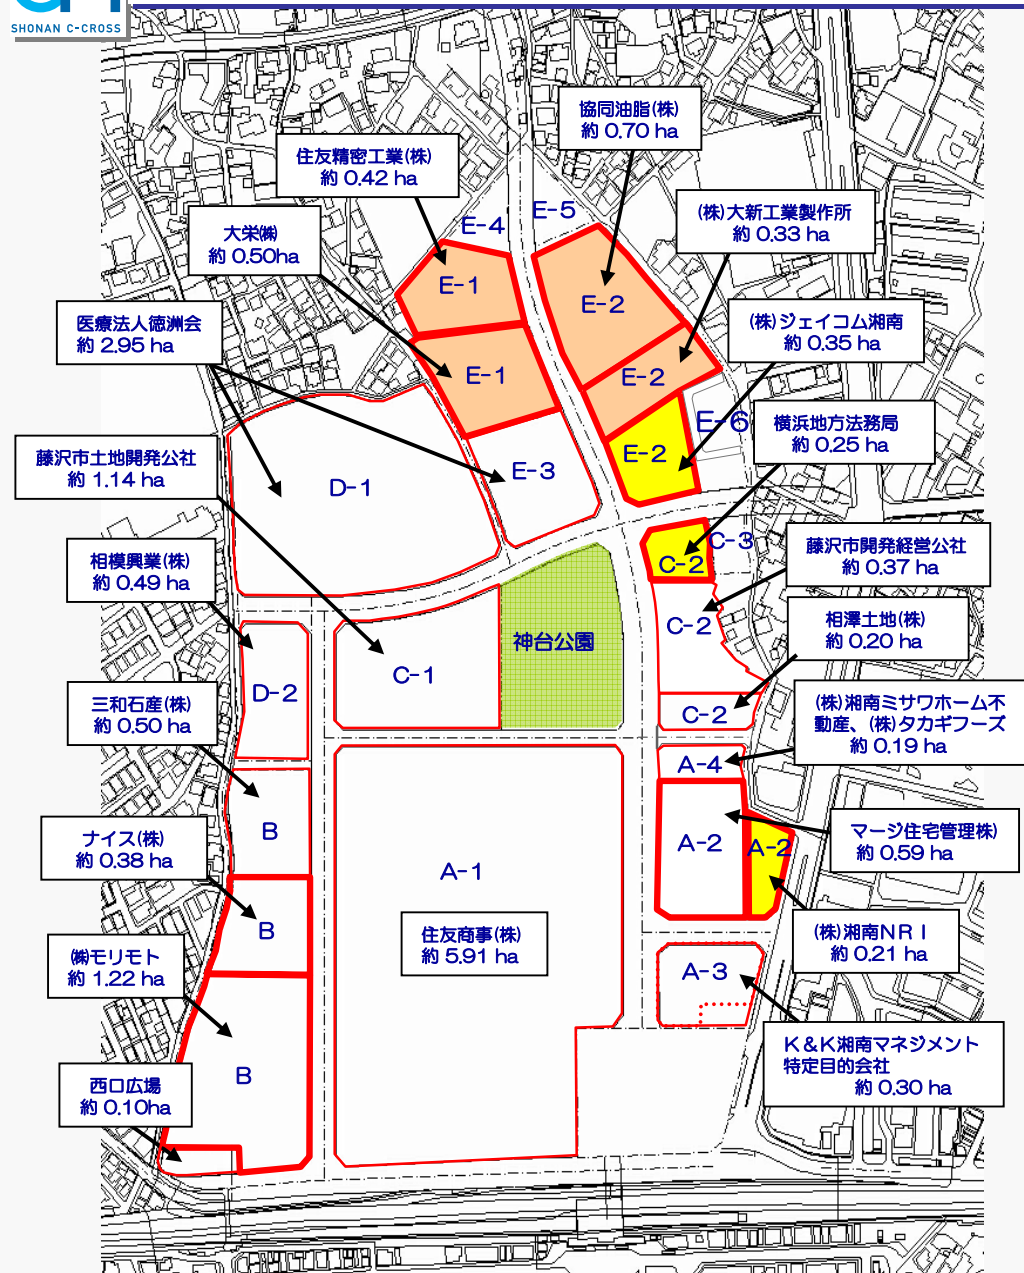 SHONAN C-CROSS
協同油脂(株)
約 0.70 ha
住友精密工業(株)
約 0.42 ha
(株)大新工業製作所
約 0.33 ha
大栄㈱
約 0.50ha
医療法人徳洲会
約 2.95 ha
(株)ジェイコム湘南
約 0.35 ha
横浜地方法務局
約 0.25 ha
藤沢市土地開発公社
約 1.14 ha
藤沢市開発経営公社
約 0.37 ha
相模興業(株)
約 0.49 ha
相澤土地(株)
約 0.20 ha
三和石産(株)
約 0.50 ha
(株)湘南ミサワホーム不
動産、(株)タカギフーズ
約 0.19 ha
ナイス(株)
約 0.38 ha
マージ住宅管理株)
約 0.59 ha
住友商事(株)
約 5.91 ha
(株)湘南NRI
約 0.21 ha
㈱モリモト
約 1.22 ha
K&K湘南マネジメント
特定目的会社
約 0.30 ha
西口広場
約 0.10ha
E-4
E-5
E-1
E-2
E-1
E-2
E-6
E-2
E-3
D-1
C-3
C-2
C-2
神台公園
C-1
D-2
C-2
A-4
B
A-2
A-2
A-1
B
A-3
B